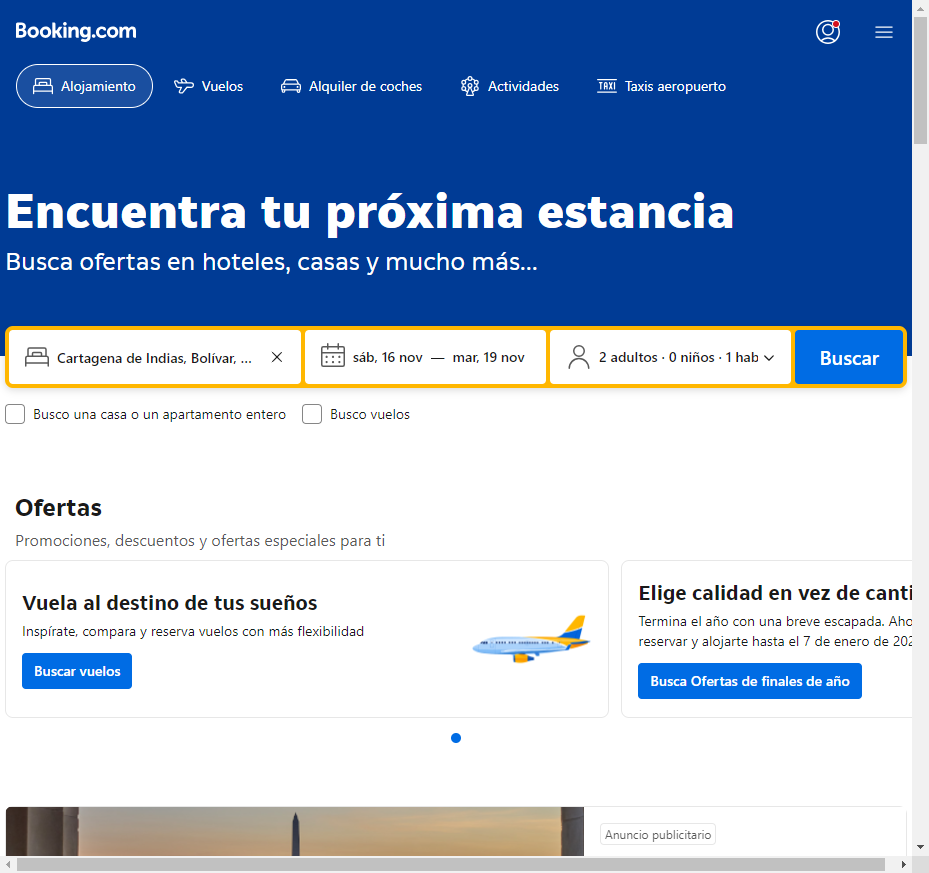 Booking.com
Alojamiento
Vuelos
Alquiler de coches
Actividades
TAXI
Taxis aeropuerto
Encuentra tu próxima estancia
Busca ofertas en hoteles, casas y mucho más...
Cartagena de Indias, Bolívar, ...
sáb, 16 nov — mar, 19 nov
2 adultos · 0 niños · 1 hab
Buscar
Busco una casa o un apartamento entero
Busco vuelos
Ofertas
Promociones, descuentos y ofertas especiales para ti
Vuela al destino de tus sueños
Inspírate, compara y reserva vuelos con más flexibilidad
Buscar vuelos
Elige calidad en vez de canti
Termina el año con una breve escapada. Aho
reservar y alojarte hasta el 7 de enero de 202
Busca Ofertas de finales de año
Anuncio publicitario